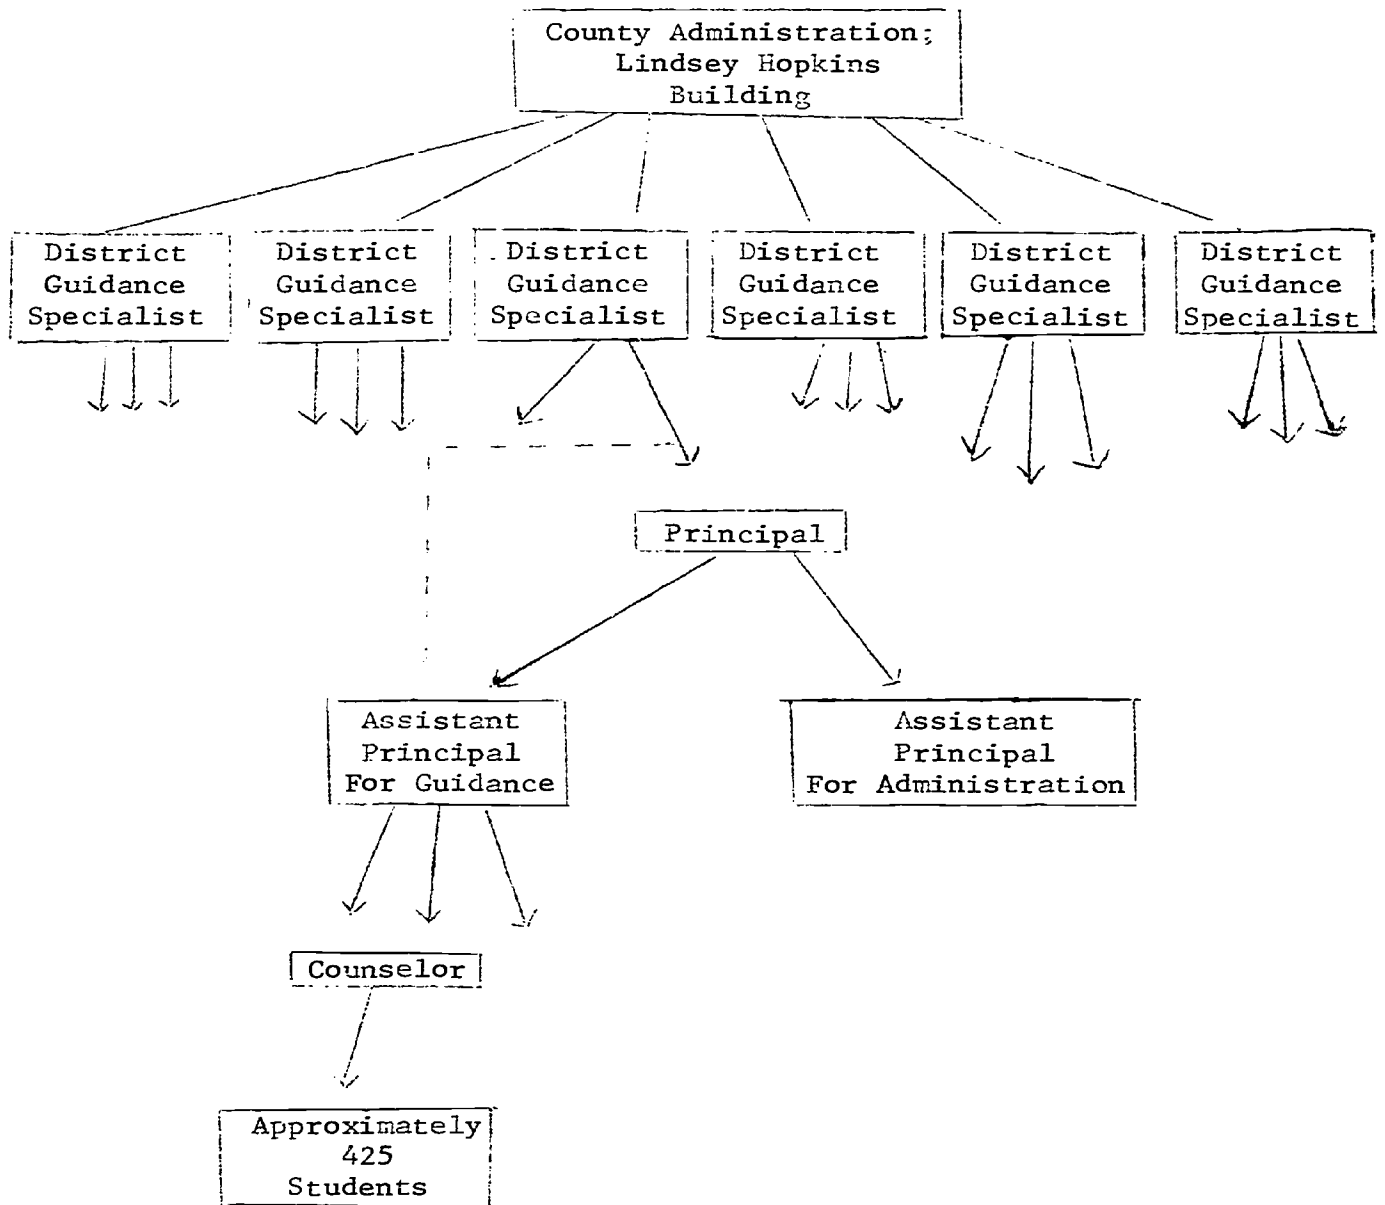 County Administration;
Lindsey Hopkins
Building
District
Guidance
Specialist
District
Guidance
Specialist
District
Guidance
Specialist
District
Guidance
Specialist
District
Guidance
Specialist
District
Guidance
Specialist
Principal
Assistant
Principal
For Guidance
Assistant
Principal
For Administration
Counselor
Approximately
425
Students